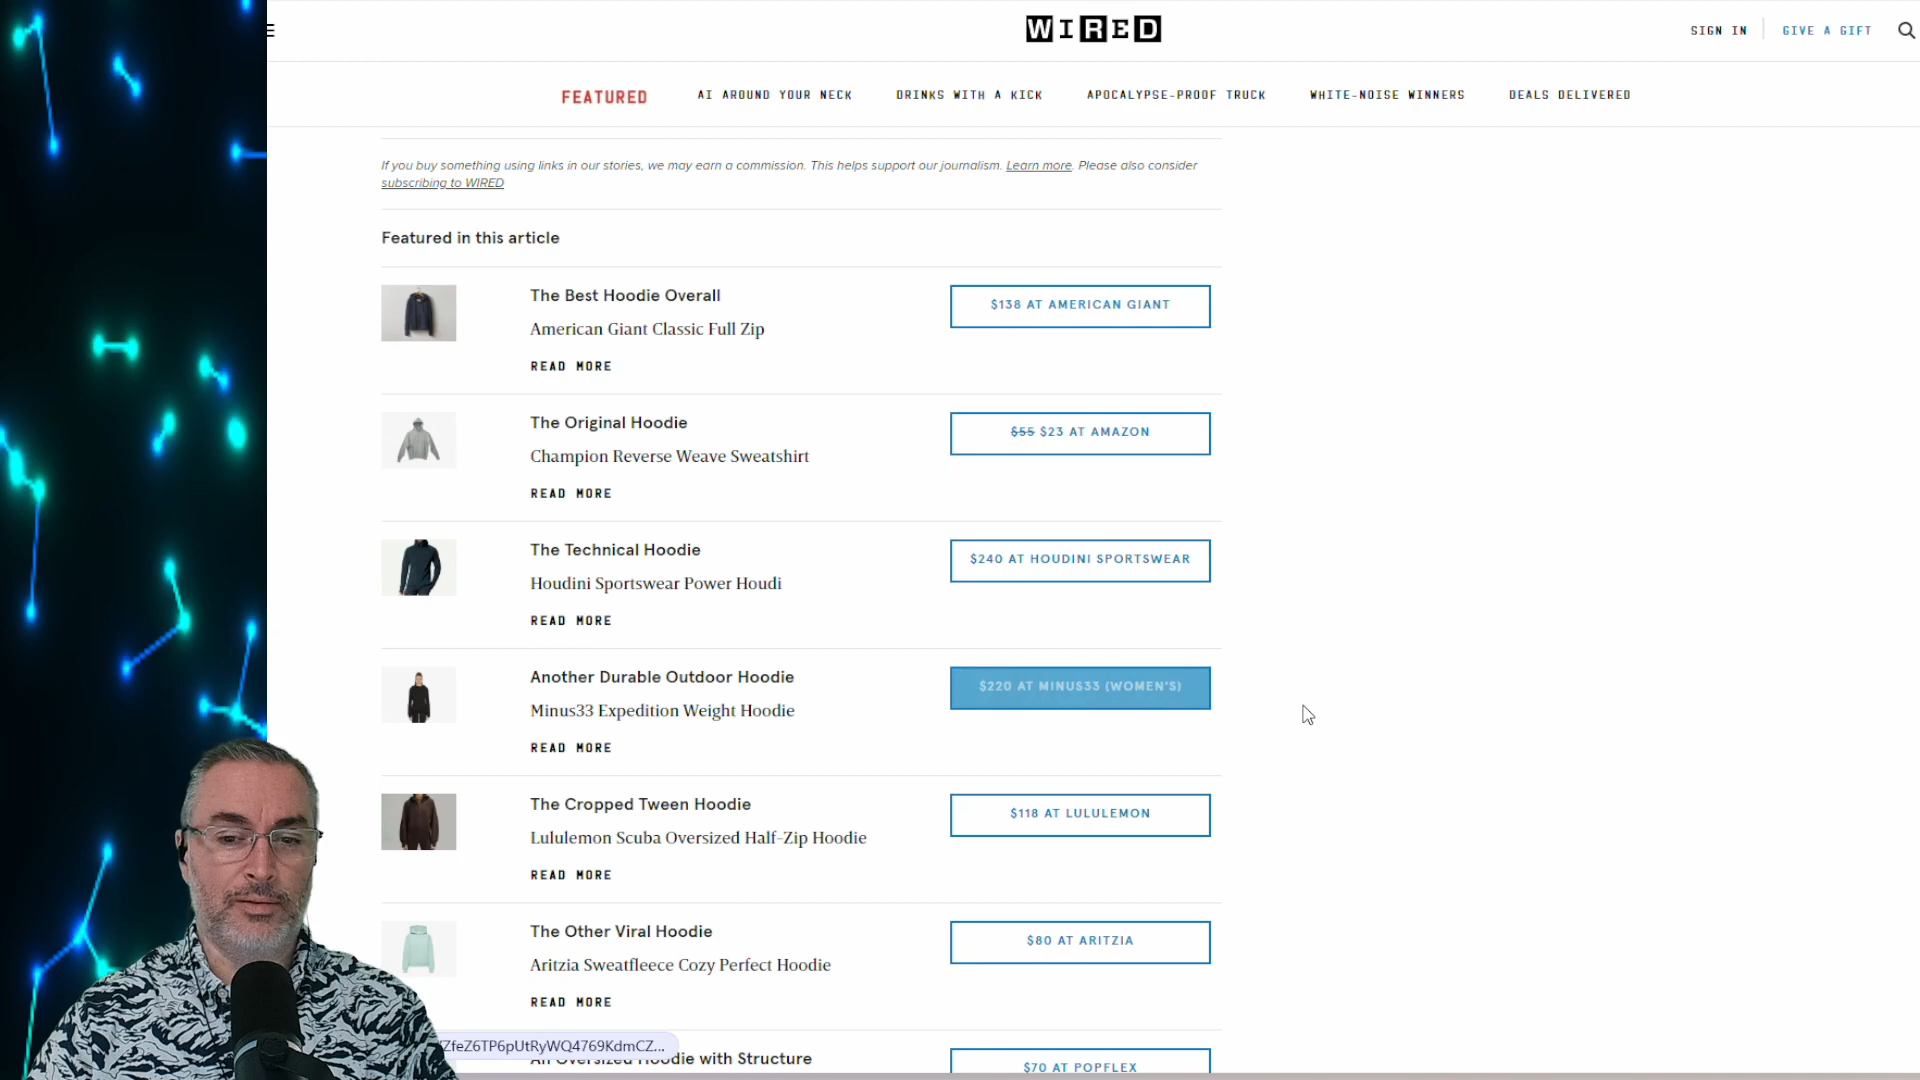 WIRED
SIGN IN
GIVE A GIFT
FEATURED
AI AROUND YOUR NECK
DRINKS WITH A KICK
APOCALYPSE-PROOF TRUCK
WHITE-NOISE WINNERS
DEALS DELIVERED
If you buy something using links in our stories, we may earn a commission. This helps support our journalism. Learn more. Please also consider
subscribing to WIRED
Featured in this article
The Best Hoodie Overall
American Giant Classic Full Zip
READ MORE
$138 AT AMERICAN GIANT
The Original Hoodie
Champion Reverse Weave Sweatshirt
READ MORE
$55 $23 AT AMAZON
The Technical Hoodie
Houdini Sportswear Power Houdi
READ MORE
$240 AT HOUDINI SPORTSWEAR
Another Durable Outdoor Hoodie
Minus33 Expedition Weight Hoodie
READ MORE
$220 AT MINUS33 (WOMEN'S)
The Cropped Tween Hoodie
Lululemon Scuba Oversized Half-Zip Hoodie
READ MORE
$118 AT LULULEMON
The Other Viral Hoodie
Aritzia Sweatfleece Cozy Perfect Hoodie
READ MORE
$80 AT ARITZIA
ZfeZ6TP6pUtRyWQ4769KdmCZ...
An Oversized Hoodie with Structure
$70 AT POPFLEX